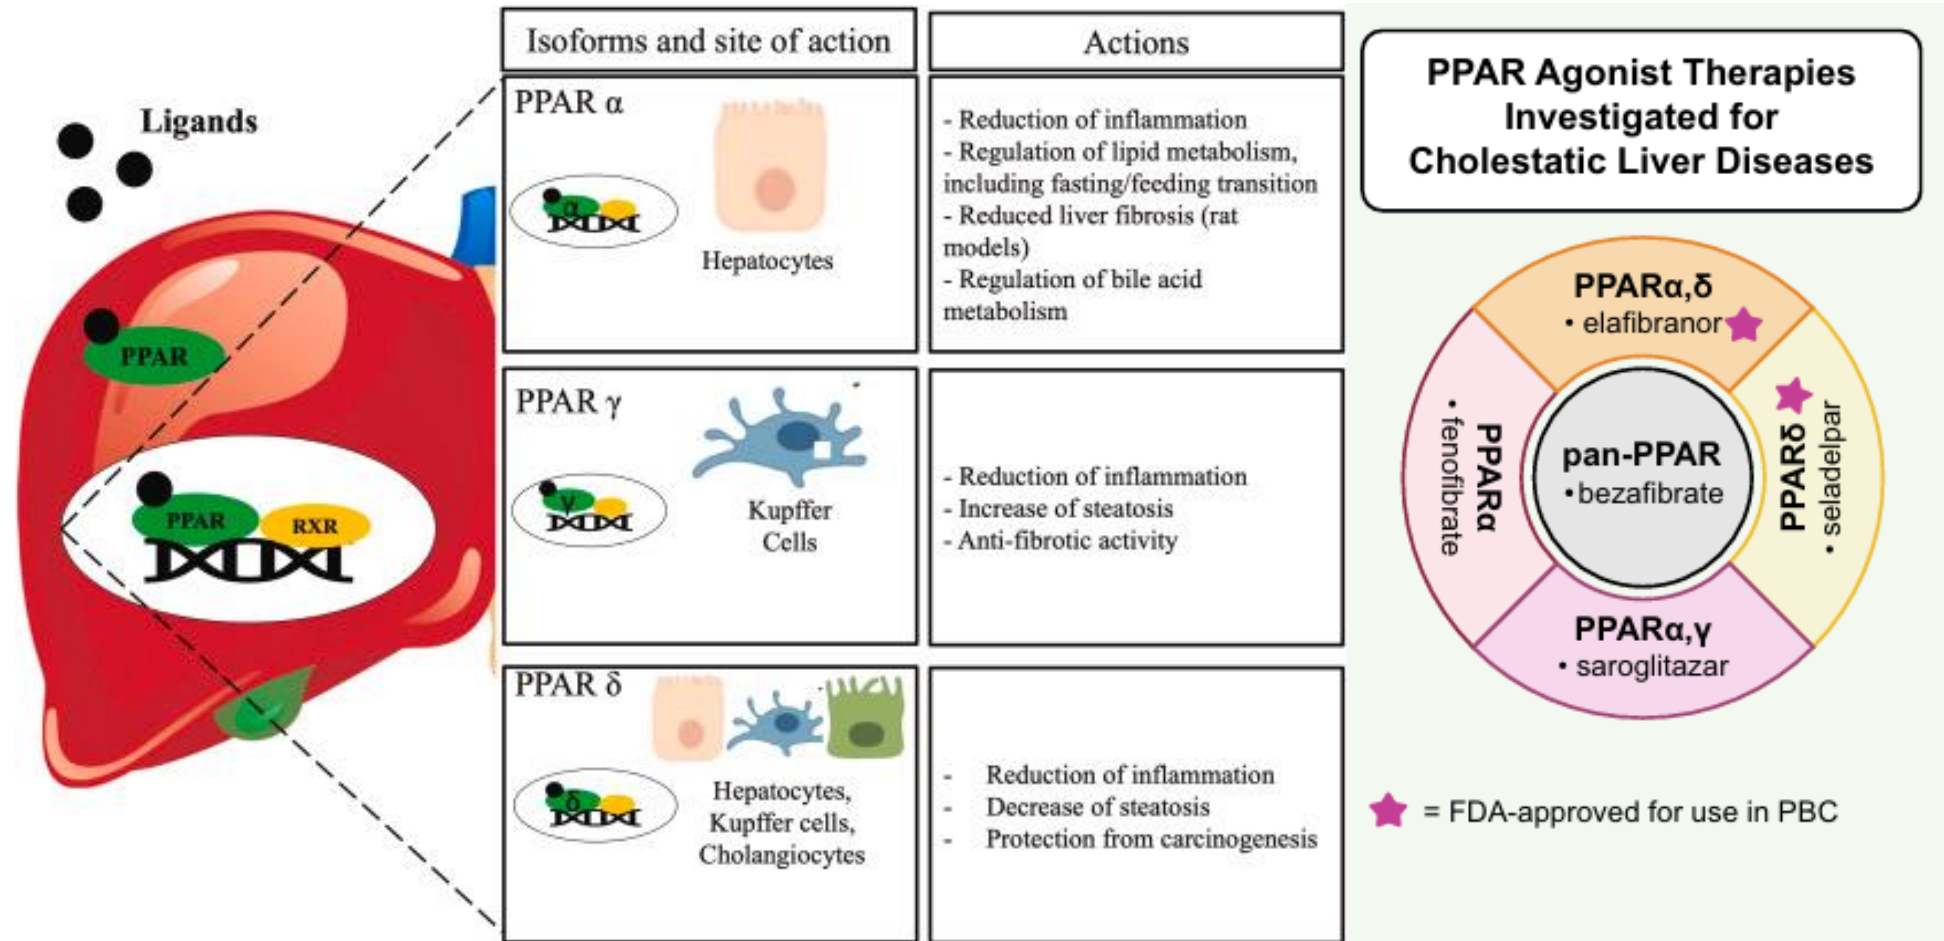 Ligands
PPAR
PPAR
RXR
Isoforms and site of action
Actions
PPAR α
α
Hepatocytes
- Reduction of inflammation
- Regulation of lipid metabolism,
including fasting/feeding transition
- Reduced liver fibrosis (rat
models)
- Regulation of bile acid
metabolism
PPAR γ
γ
Kupffer
Cells
- Reduction of inflammation
- Increase of steatosis
- Anti-fibrotic activity
PPAR δ
δ
Hepatocytes,
Kupffer cells,
Cholangiocytes
- Reduction of inflammation
- Decrease of steatosis
- Protection from carcinogenesis
PPAR Agonist Therapies
Investigated for
Cholestatic Liver Diseases
PPARα,δ
• elafibranor
PPARδ
• seladelpar
PPARα,γ
• saroglitazar
PPARα
• fenofibrate
pan-PPAR
• bezafibrate
= FDA-approved for use in PBC